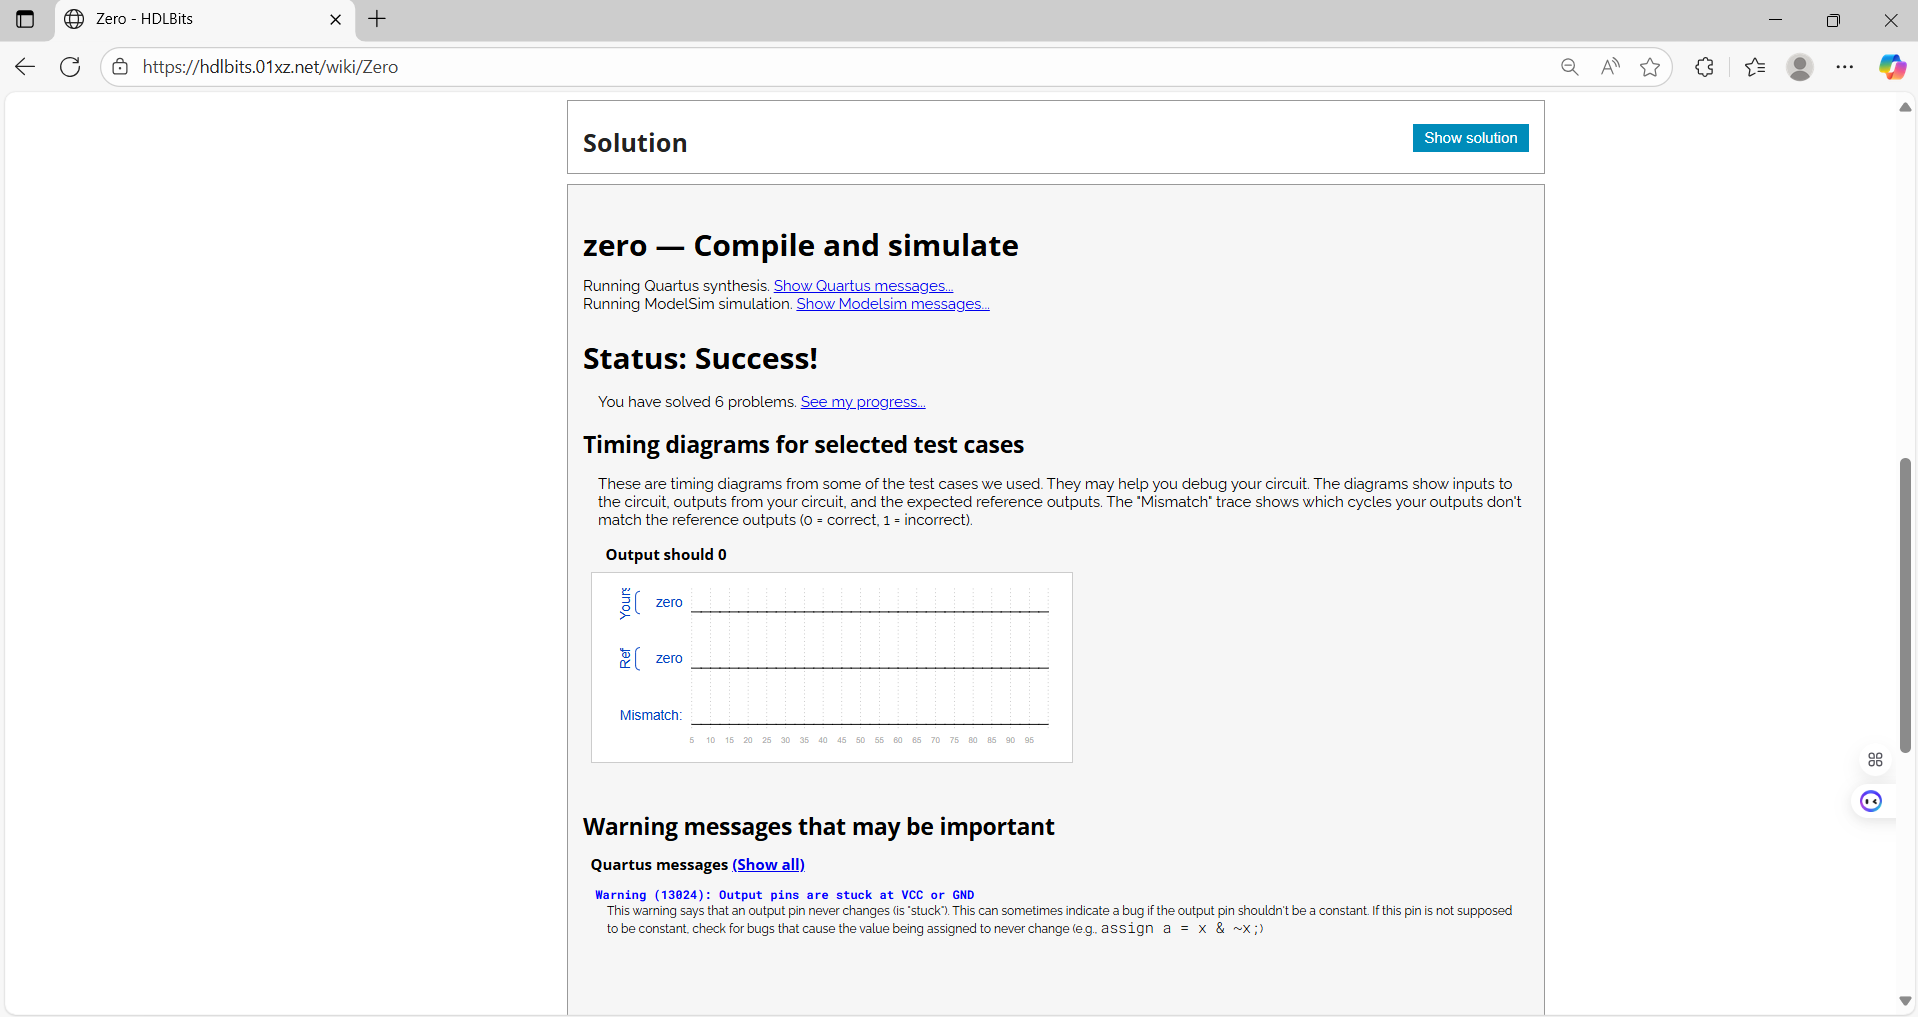 Zero - HDLBits
https://hdlbits.01xz.net/wiki/Zero
Solution
Show solution
zero — Compile and simulate
Running Quartus synthesis. Show Quartus messages...
Running ModelSim simulation. Show Modelsim messages...
Status: Success!
You have solved 6 problems. See my progress...
Timing diagrams for selected test cases
These are timing diagrams from some of the test cases we used. They may help you debug your circuit. The diagrams show inputs to
the circuit, outputs from your circuit, and the expected reference outputs. The "Mismatch" trace shows which cycles your outputs don't
match the reference outputs (0 = correct, 1 = incorrect).
Output should 0
Yours zero
Ref zero
Mismatch:
5 10 15 20 25 30 35 40 45 50 55 60 65 70 75 80 85 90 95
Warning messages that may be important
Quartus messages (Show all)
Warning (13024): Output pins are stuck at VCC or GND
This warning says that an output pin never changes (is "stuck"). This can sometimes indicate a bug if the output pin shouldn't be a constant. If this pin is not supposed
to be constant, check for bugs that cause the value being assigned to never change (e.g., assign a = x & ~x;)